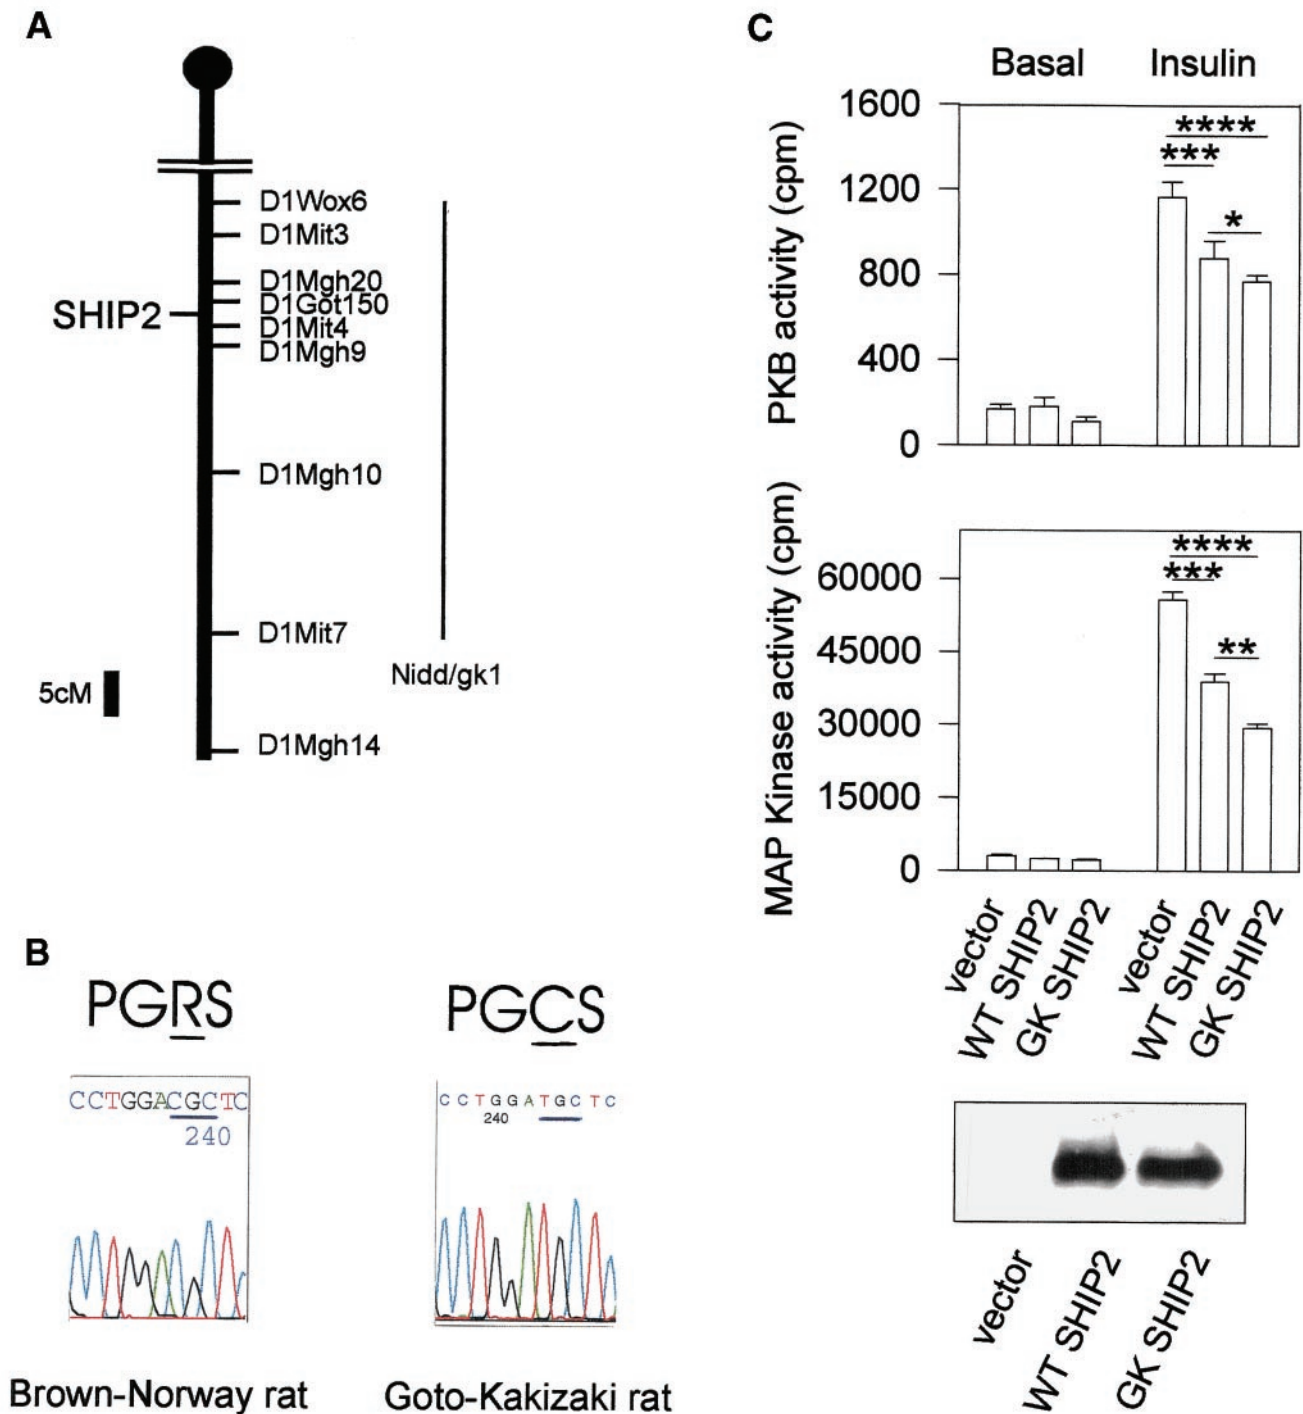 A
D1Wox6
D1Mit3
D1Mgh20
D1Got150
SHIP2
D1Mit4
D1Mgh9
D1Mgh10
D1Mit7
Nidd/gk1
5cM
D1Mgh14
B
PGRS
PGCS
CCTGGACGCTC
240
CCTGGATGCTC
240
Brown-Norway rat
Goto-Kakizaki rat
C
Basal Insulin
PKB activity (cpm)
1600
1200
800
400
0
****
***
*
MAP Kinase activity (cpm)
60000
45000
30000
15000
0
****
***
**
vector
WT SHIP2
GK SHIP2
vector
WT SHIP2
GK SHIP2
vector
WT SHIP2
GK SHIP2